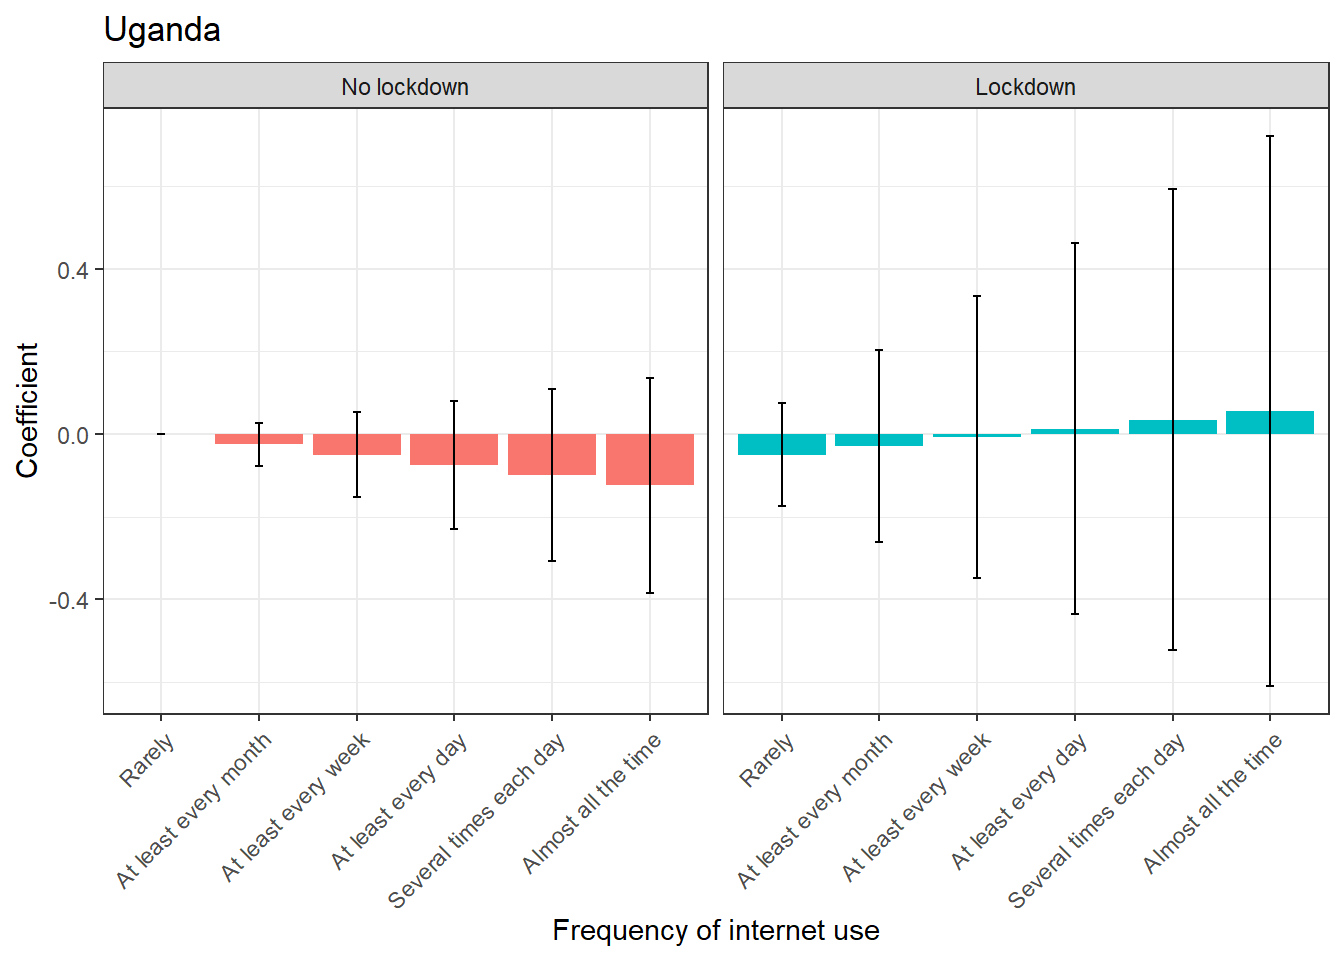 Uganda
No lockdown
Lockdown
Coefficient
0.4
0.0
-0.4
Rarely
At least every month
At least every week
At least every day
Several times each day
Almost all the time
Rarely
At least every month
At least every week
At least every day
Several times each day
Almost all the time
Frequency of internet use